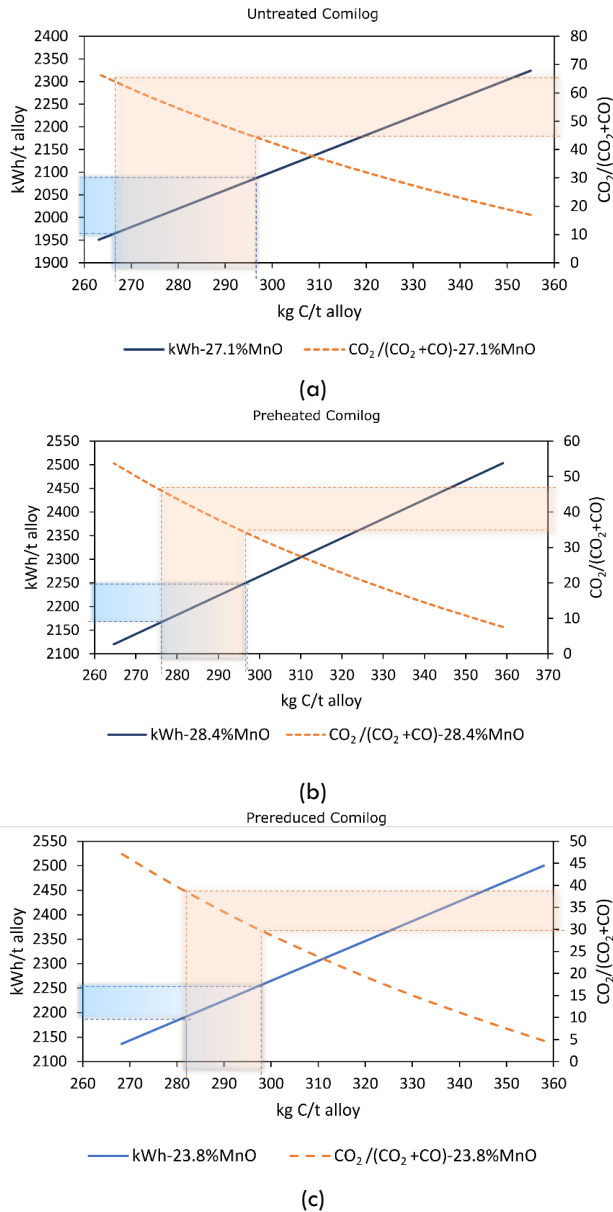 Untreated Comilog
2400
2350
2300
2250
2200
2150
2100
2050
2000
1950
1900
kWh/t alloy
80
70
60
50
40
30
20
10
0
CO₂/(CO₂+CO)
260 270 280 290 300 310 320 330 340 350 360
kg C/t alloy
kWh-27.1%MnO CO₂/(CO₂+CO)-27.1%MnO
(a)
Preheated Comilog
2550
2500
2450
2400
2350
2300
2250
2200
2150
2100
kWh/t alloy
60
50
40
30
20
10
0
CO₂/(CO₂+CO)
260 270 280 290 300 310 320 330 340 350 360 370
kg C/t alloy
kWh-28.4%MnO CO₂/(CO₂+CO)-28.4%MnO
(b)
Prereduced Comilog
2550
2500
2450
2400
2350
2300
2250
2200
2150
2100
kWh/t alloy
50
45
40
35
30
25
20
15
10
5
0
CO₂/(CO₂+CO)
260 270 280 290 300 310 320 330 340 350 360
kg C/t alloy
kWh-23.8%MnO CO₂/(CO₂+CO)-23.8%MnO
(c)